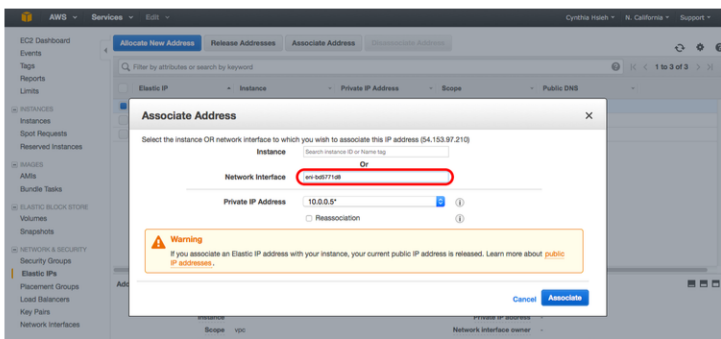 AWS Services Edit Cynthia Hsieh N. California Support
EC2 Dashboard
Events
Tags
Reports
Limits
INSTANCES
Instances
Spot Requests
Reserved Instances
IMAGES
AMIs
Bundle Tasks
ELASTIC BLOCK STORE
Volumes
Snapshots
NETWORK & SECURITY
Security Groups
Elastic IPs
Placement Groups
Load Balancers
Key Pairs
Network Interfaces
Allocate New Address Release Addresses Associate Address Disassociate Address
Filter by attributes or search by keyword 1 to 3 of 3
Elastic IP Instance Private IP Address Scope Public DNS
Associate Address
Select the instance OR network interface to which you wish to associate this IP address (54.153.97.210)
Instance Search instance ID or Name tag
Or
Network Interface eni-bd5771d9
Private IP Address 10.0.0.5*
Reassociation
Warning
If you associate an Elastic IP address with your instance, your current public IP address is released. Learn more about public
IP addresses.
Cancel Associate
Add
Instance Private IP address -
Scope vpc Network interface owner -